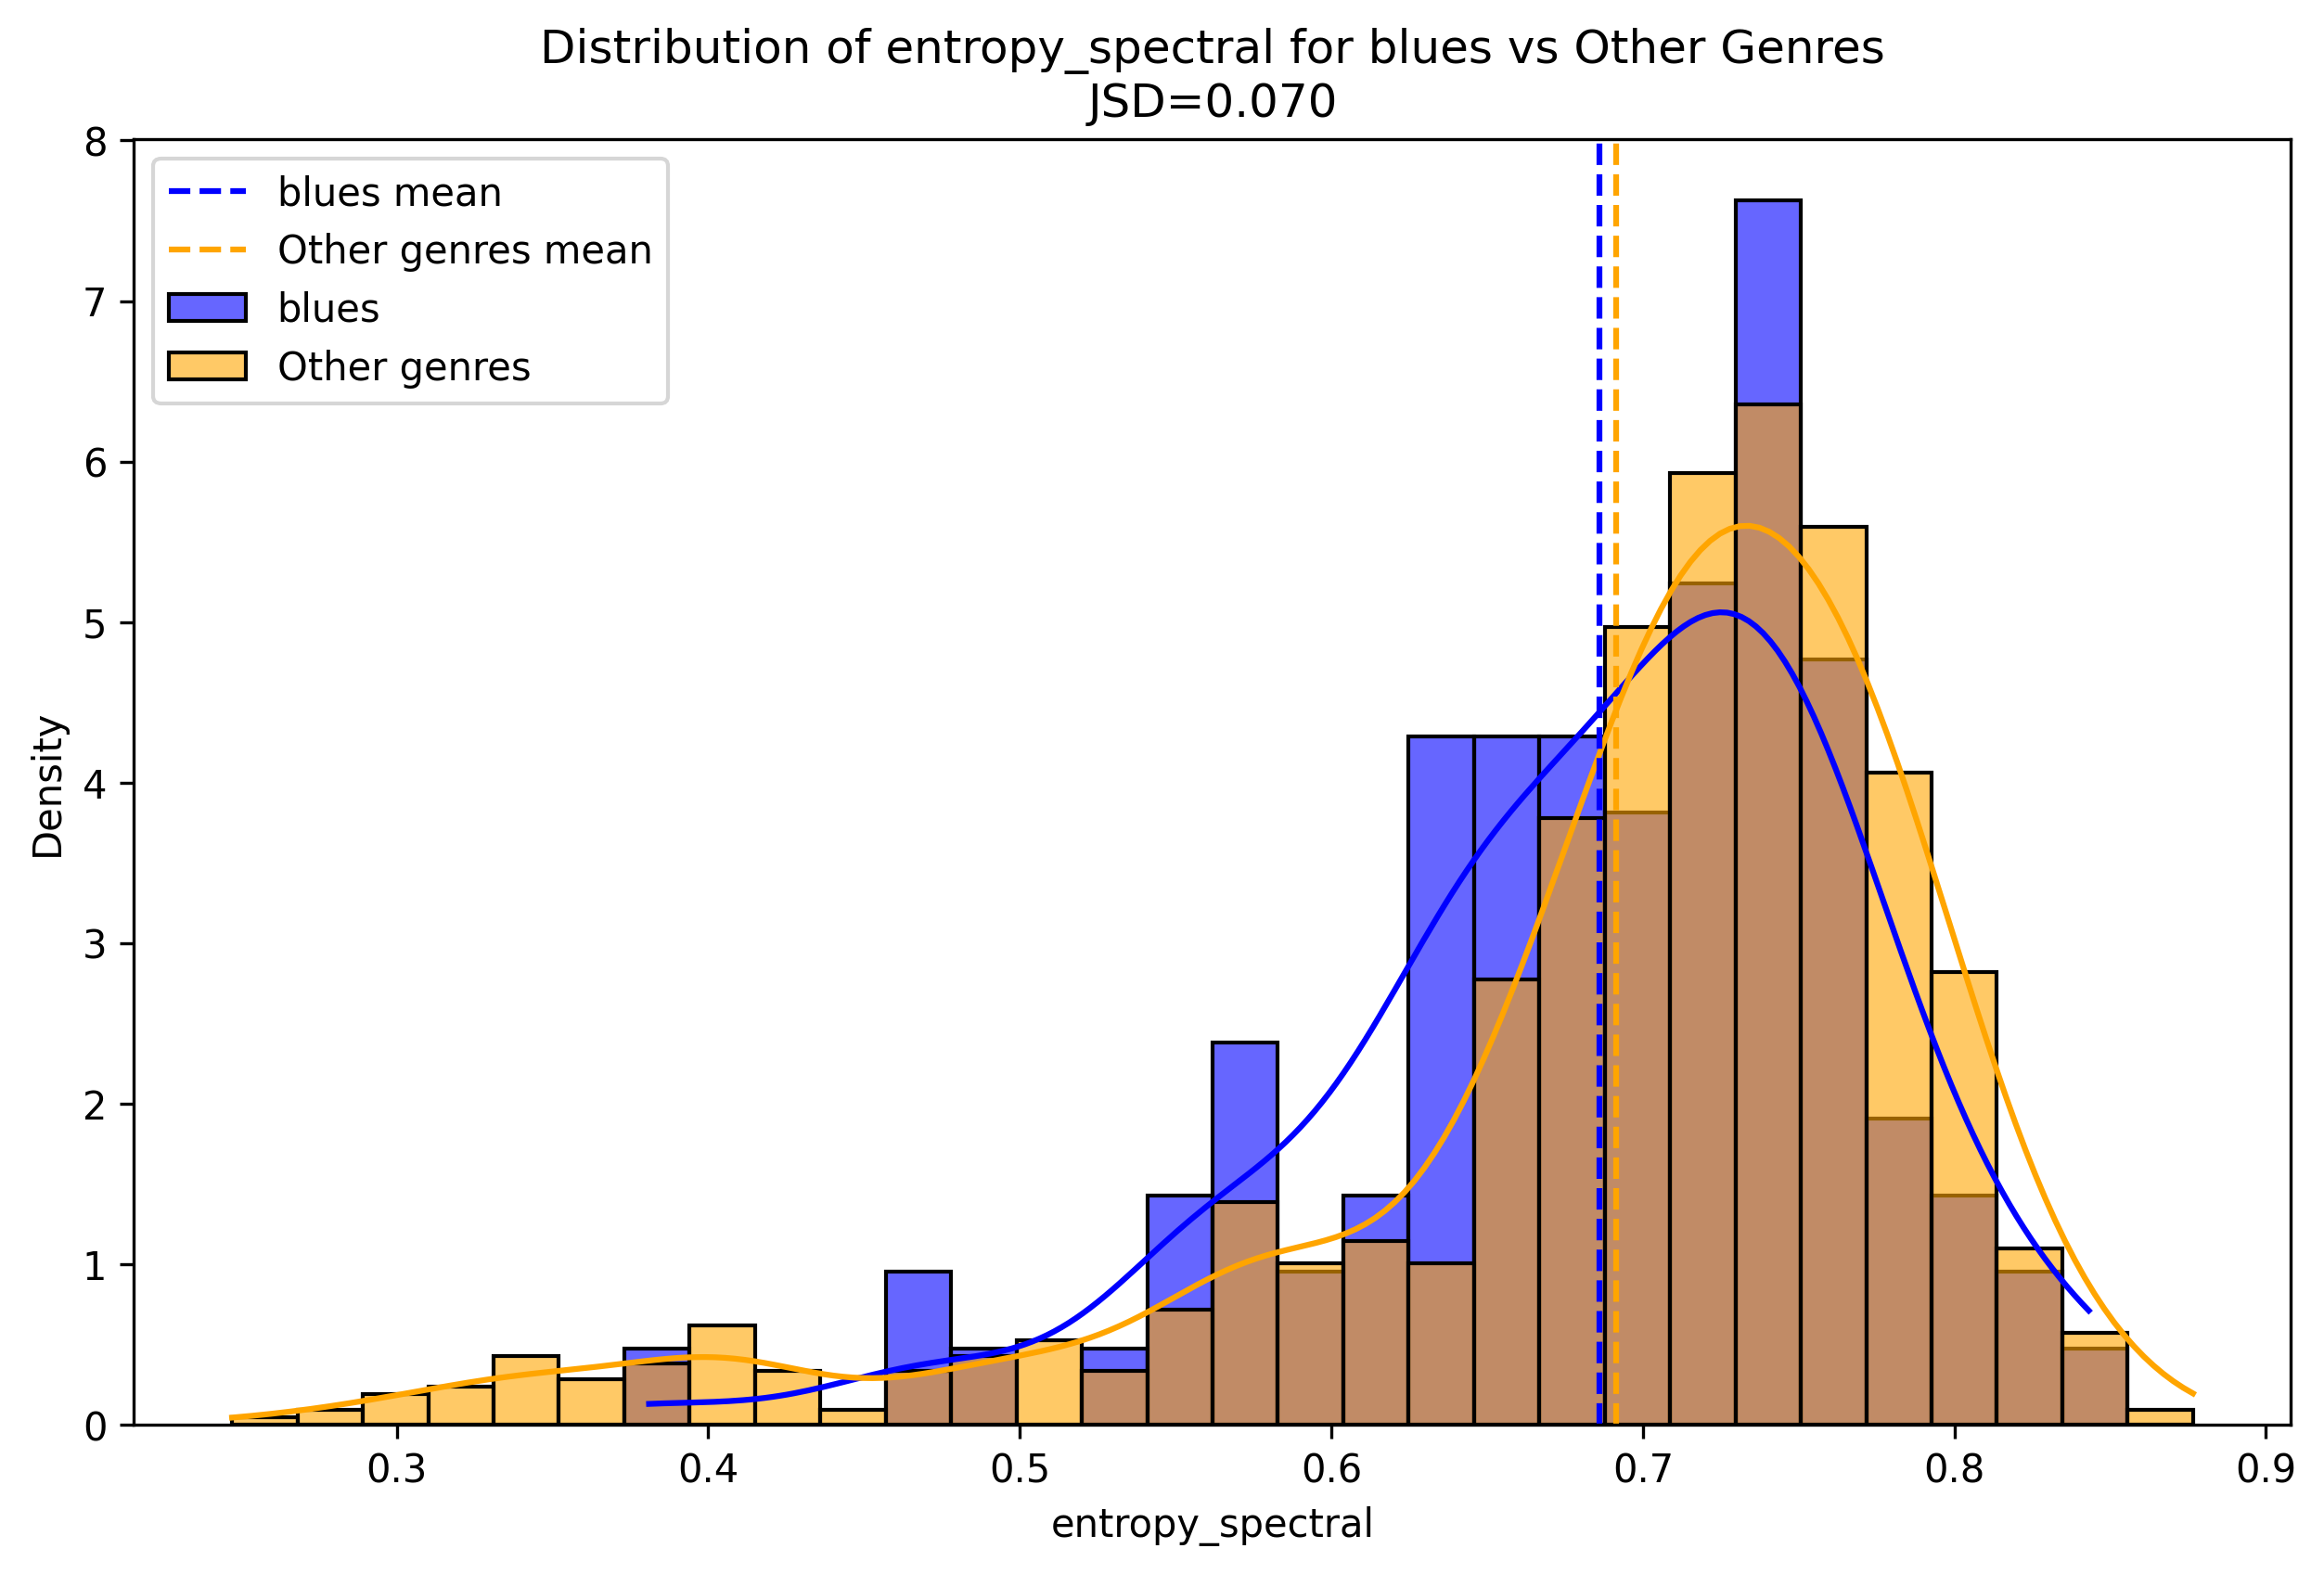 Distribution of entropy_spectral for blues vs Other Genres
JSD=0.070
blues mean
Other genres mean
blues
Other genres
Density
8
7
6
5
4
3
2
1
0
0.3 0.4 0.5 0.6 0.7 0.8 0.9
entropy_spectral